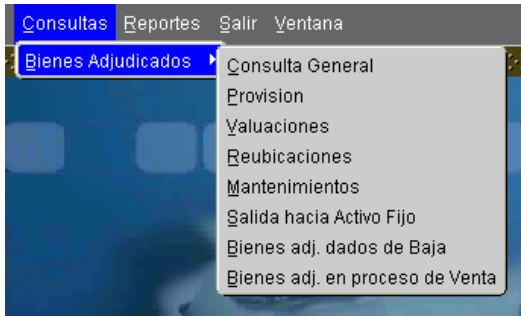 Consultas Reportes Salir Ventana
Bienes Adjudicados
Consulta General
Provision
Valuaciones
Reubicaciones
Mantenimientos
Salida hacia Activo Fijo
Bienes adj. dados de Baja
Bienes adj. en proceso de Venta